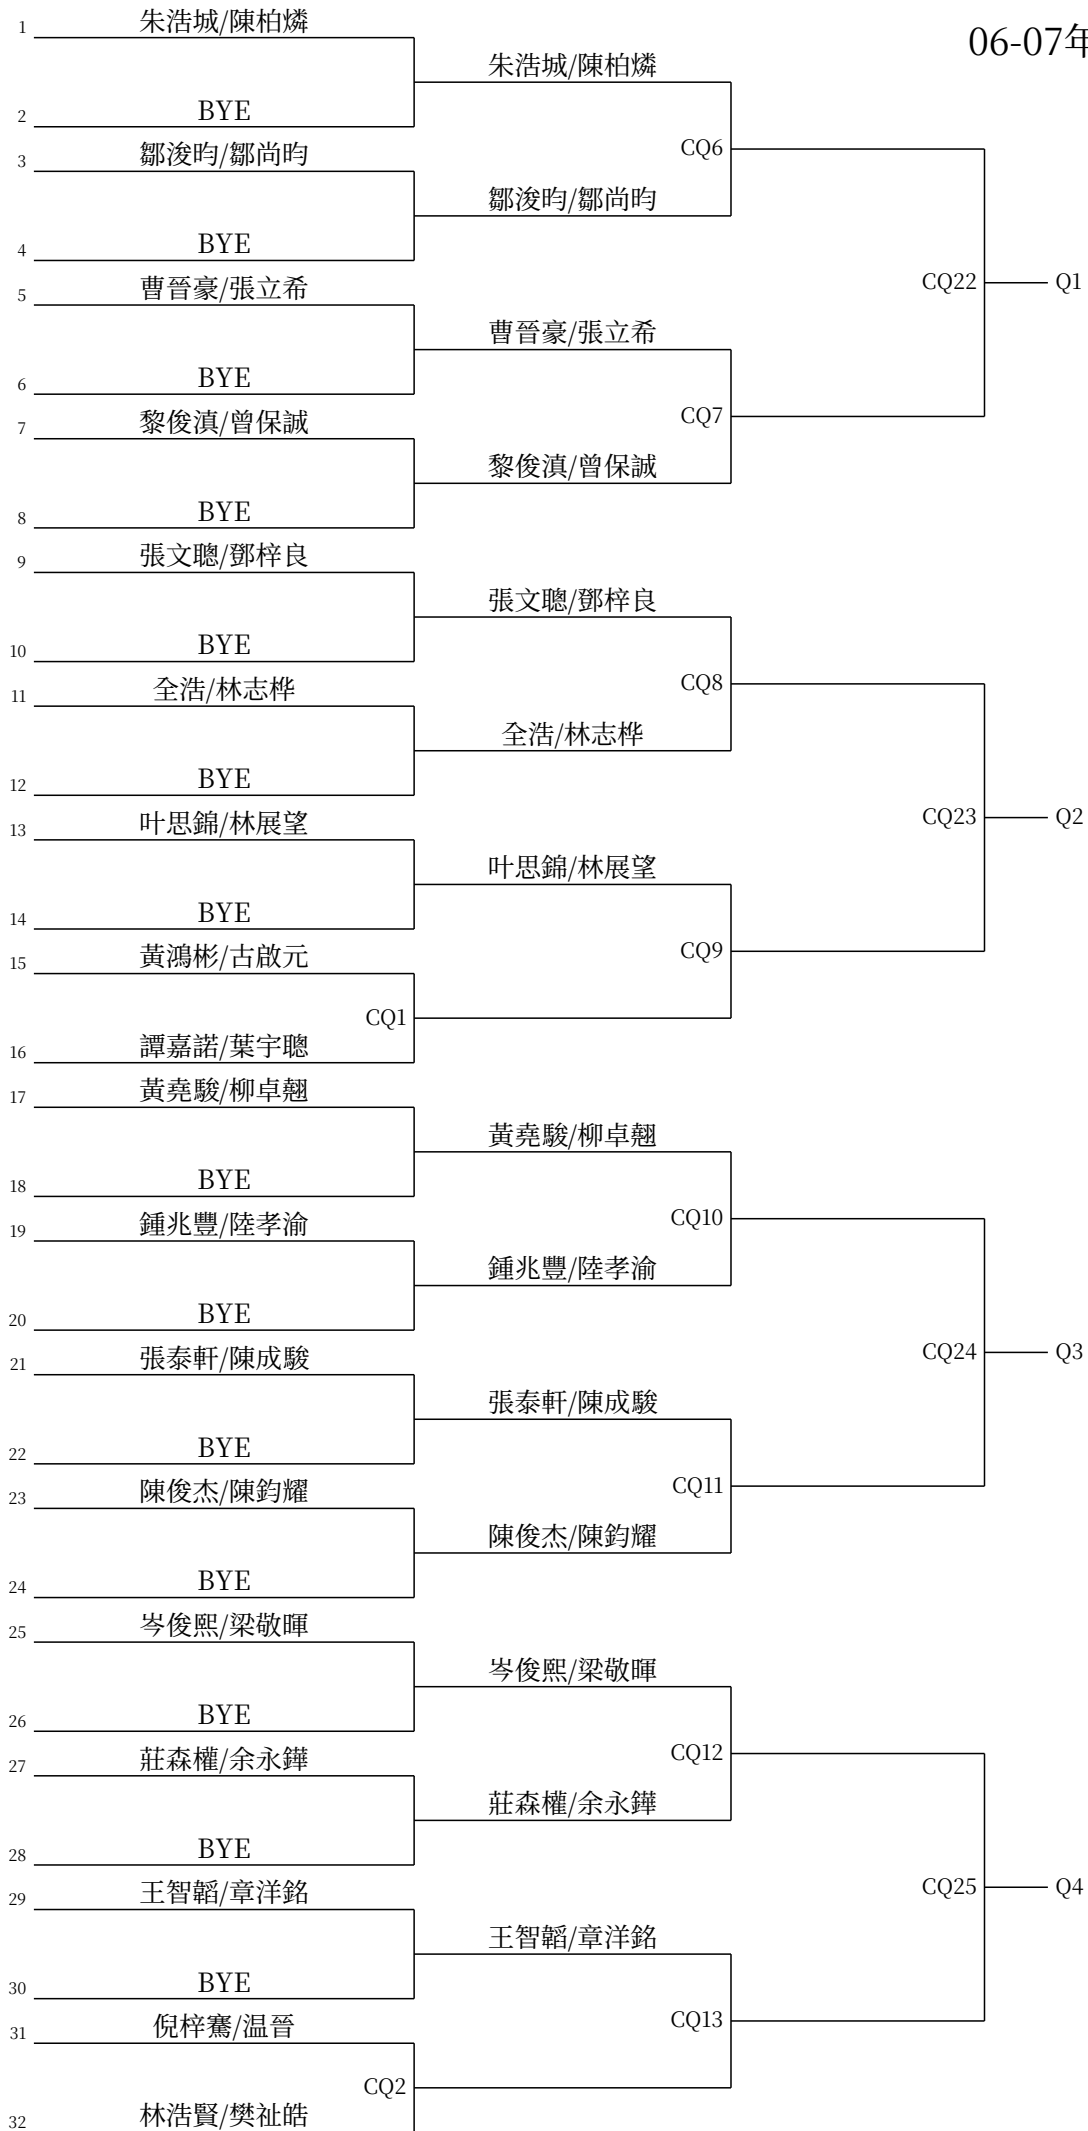 06-07年
1 朱浩城/陳柏燐
朱浩城/陳柏燐
2 BYE
CQ6
3 鄒浚昀/鄒尚昀
鄒浚昀/鄒尚昀
4 BYE
CQ22 Q1
5 曹晉豪/張立希
曹晉豪/張立希
6 BYE
CQ7
7 黎俊滇/曾保誠
黎俊滇/曾保誠
8 BYE
9 張文聰/鄧梓良
張文聰/鄧梓良
10 BYE
CQ8
11 全浩/林志桦
全浩/林志桦
12 BYE
CQ23 Q2
13 叶思錦/林展望
叶思錦/林展望
14 BYE
CQ9
15 黃鴻彬/古啟元
CQ1
16 譚嘉諾/葉宇聰
17 黃堯駿/柳卓翹
黃堯駿/柳卓翹
18 BYE
CQ10
19 鍾兆豐/陸孝渝
鍾兆豐/陸孝渝
20 BYE
CQ24 Q3
21 張泰軒/陳成駿
張泰軒/陳成駿
22 BYE
CQ11
23 陳俊杰/陳鈞耀
陳俊杰/陳鈞耀
24 BYE
25 岑俊熙/梁敬暉
岑俊熙/梁敬暉
26 BYE
CQ12
27 莊森權/余永鏵
莊森權/余永鏵
28 BYE
CQ25 Q4
29 王智韜/章洋銘
王智韜/章洋銘
30 BYE
CQ13
31 倪梓騫/温晉
CQ2
32 林浩賢/樊祉皓